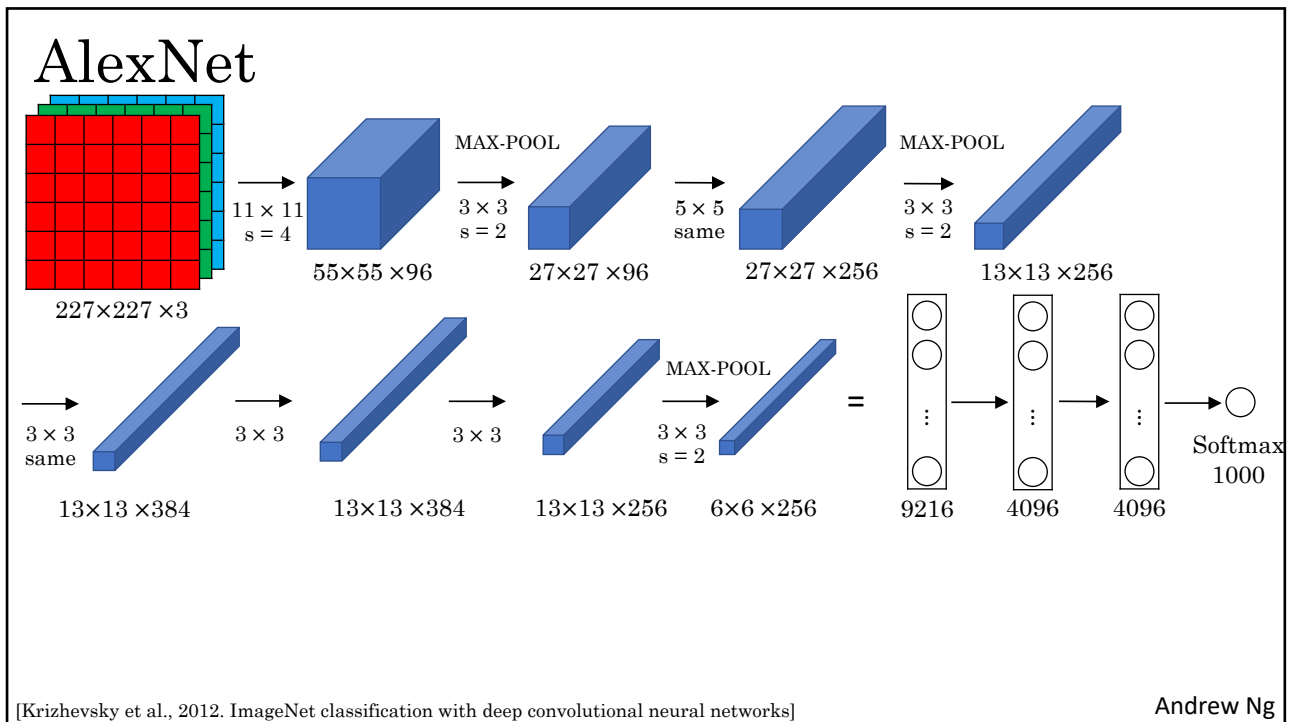 AlexNet
227×227 ×3
11 × 11
s = 4
55×55 ×96
MAX-POOL
3 × 3
s = 2
27×27 ×96
5 × 5
same
27×27 ×256
MAX-POOL
3 × 3
s = 2
13×13 ×256
3 × 3
same
13×13 ×384
3 × 3
13×13 ×384
3 × 3
13×13 ×256
MAX-POOL
3 × 3
s = 2
6×6 ×256
=
⋮
9216
⋮
4096
⋮
4096
Softmax
1000
[Krizhevsky et al., 2012. ImageNet classification with deep convolutional neural networks]
Andrew Ng